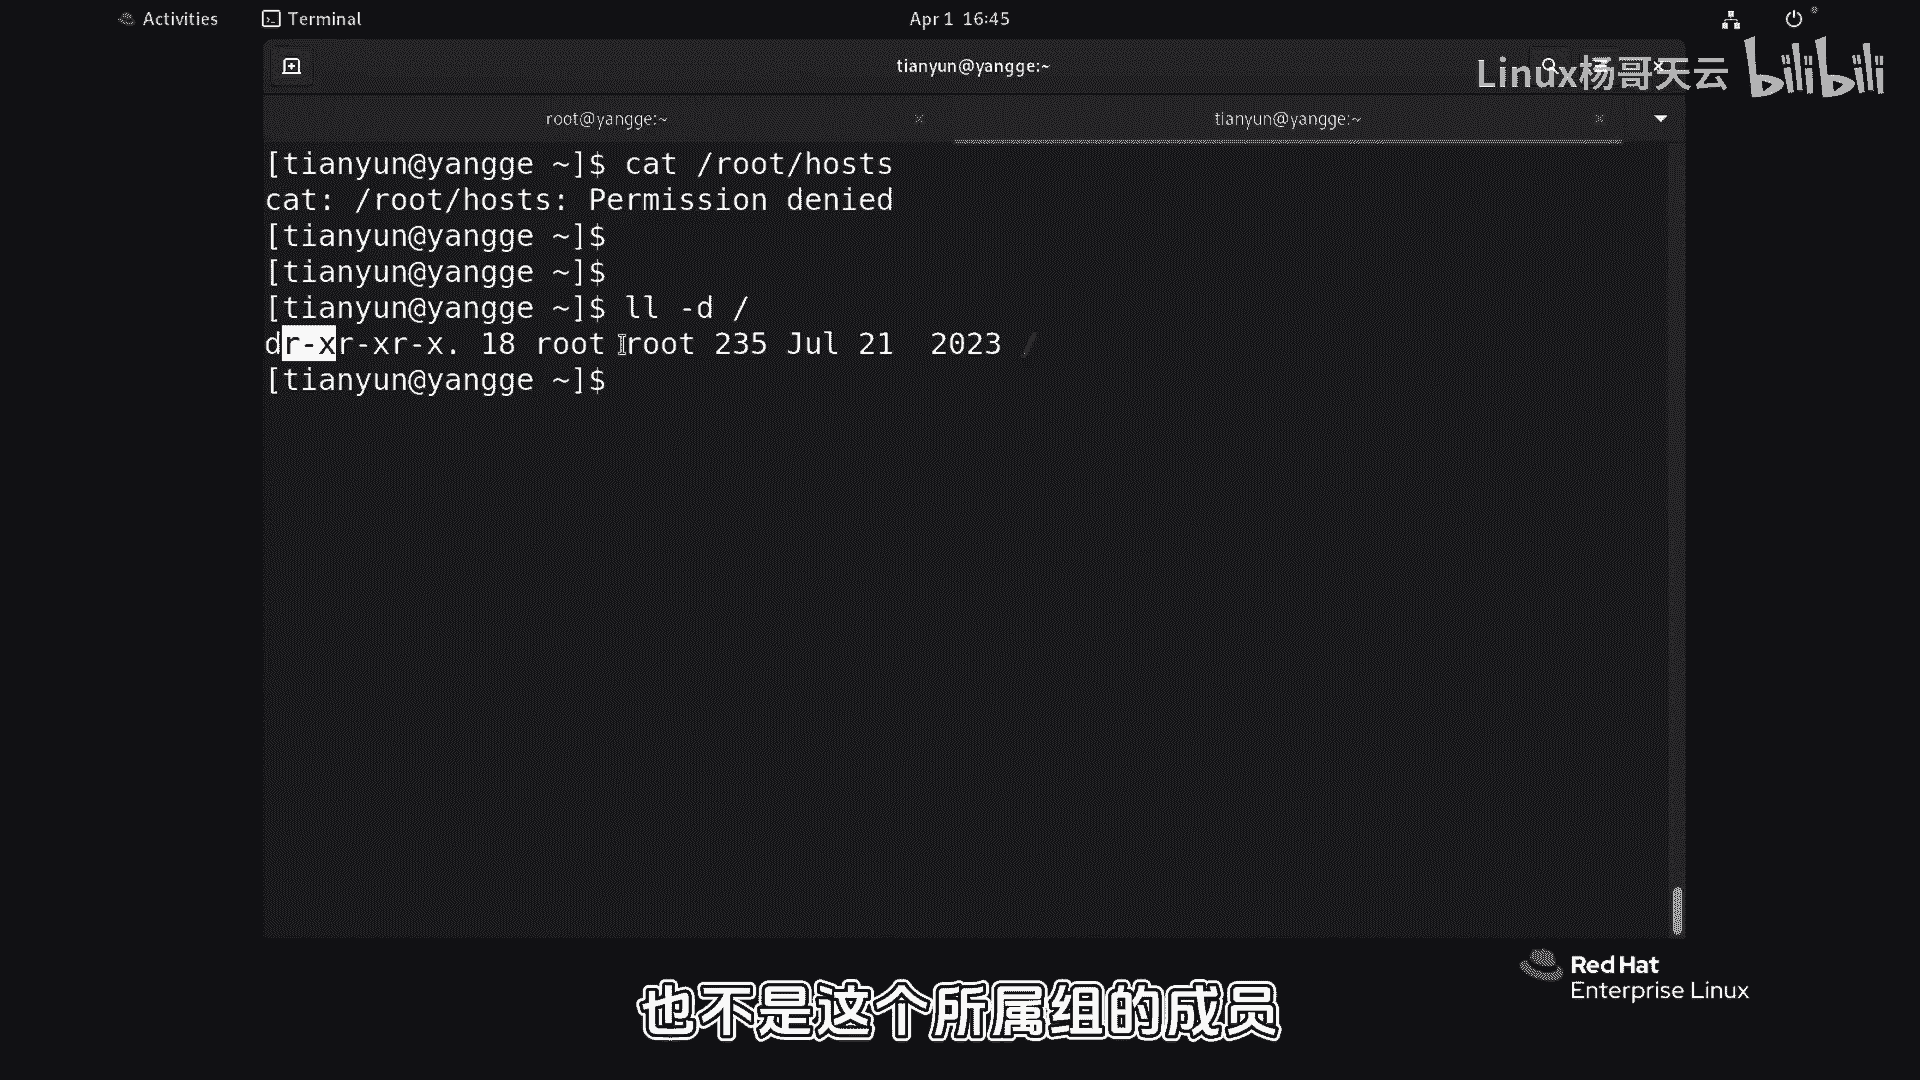 Activities
Terminal
Apr 1 16:45
tianyun@yangge:~
Linux杨哥天云 bilibili
root@yangge:~
tianyun@yangge:~
[tianyun@yangge ~]$ cat /root/hosts
cat: /root/hosts: Permission denied
[tianyun@yangge ~]$
[tianyun@yangge ~]$
[tianyun@yangge ~]$ ll -d /
dr-xr-xr-x. 18 root root 235 Jul 21  2023 /
[tianyun@yangge ~]$
Red Hat
Enterprise Linux
也不是这个所属组的成员